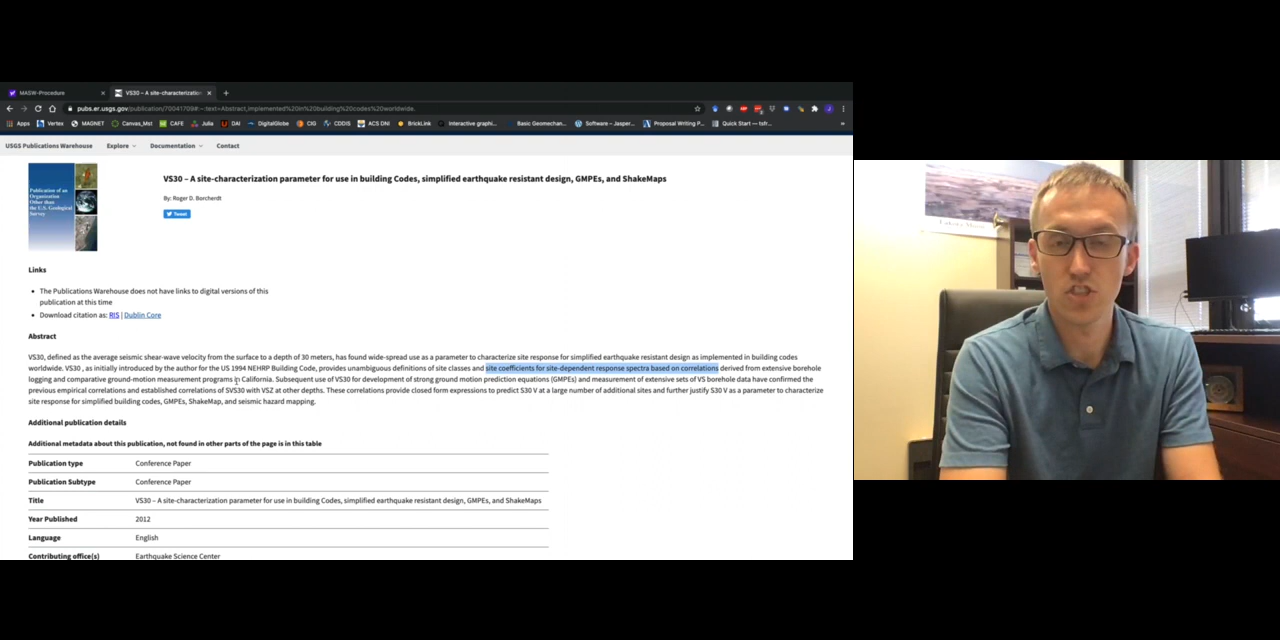 MASW-Procedure
VS30 – A site-characterization
pubs.er.usgs.gov/publication/70041709#:~:text=Abstract,implemented%20in%20building%20codes%20worldwide.
Apps Vertex MAGNET Canvas_Mst CAFE Julia DAI DigitalGlobe CIG CDDIS ACS DNI BrickLink Interactive graphi... Basic Geomechan... Software – Jasper... Proposal Writing P... Quick Start — tsfr... »
USGS Publications Warehouse Explore Documentation Contact
Publication of an
Organization
Other than
the U.S. Geological
Survey
VS30 – A site-characterization parameter for use in building Codes, simplified earthquake resistant design, GMPEs, and ShakeMaps
By: Roger D. Borcherdt
Tweet
Links
• The Publications Warehouse does not have links to digital versions of this
publication at this time
• Download citation as: RIS | Dublin Core
Abstract
VS30, defined as the average seismic shear-wave velocity from the surface to a depth of 30 meters, has found wide-spread use as a parameter to characterize site response for simplified earthquake resistant design as implemented in building codes
worldwide. VS30 , as initially introduced by the author for the US 1994 NEHRP Building Code, provides unambiguous definitions of site classes and site coefficients for site-dependent response spectra based on correlations derived from extensive borehole
logging and comparative ground-motion measurement programs in California. Subsequent use of VS30 for development of strong ground motion prediction equations (GMPEs) and measurement of extensive sets of VS borehole data have confirmed the
previous empirical correlations and established correlations of SVS30 with VSZ at other depths. These correlations provide closed form expressions to predict S30 V at a large number of additional sites and further justify S30 V as a parameter to characterize
site response for simplified building codes, GMPEs, ShakeMap, and seismic hazard mapping.
Additional publication details
Additional metadata about this publication, not found in other parts of the page is in this table
Publication type Conference Paper
Publication Subtype Conference Paper
Title VS30 – A site-characterization parameter for use in building Codes, simplified earthquake resistant design, GMPEs, and ShakeMaps
Year Published 2012
Language English
Contributing office(s) Earthquake Science Center